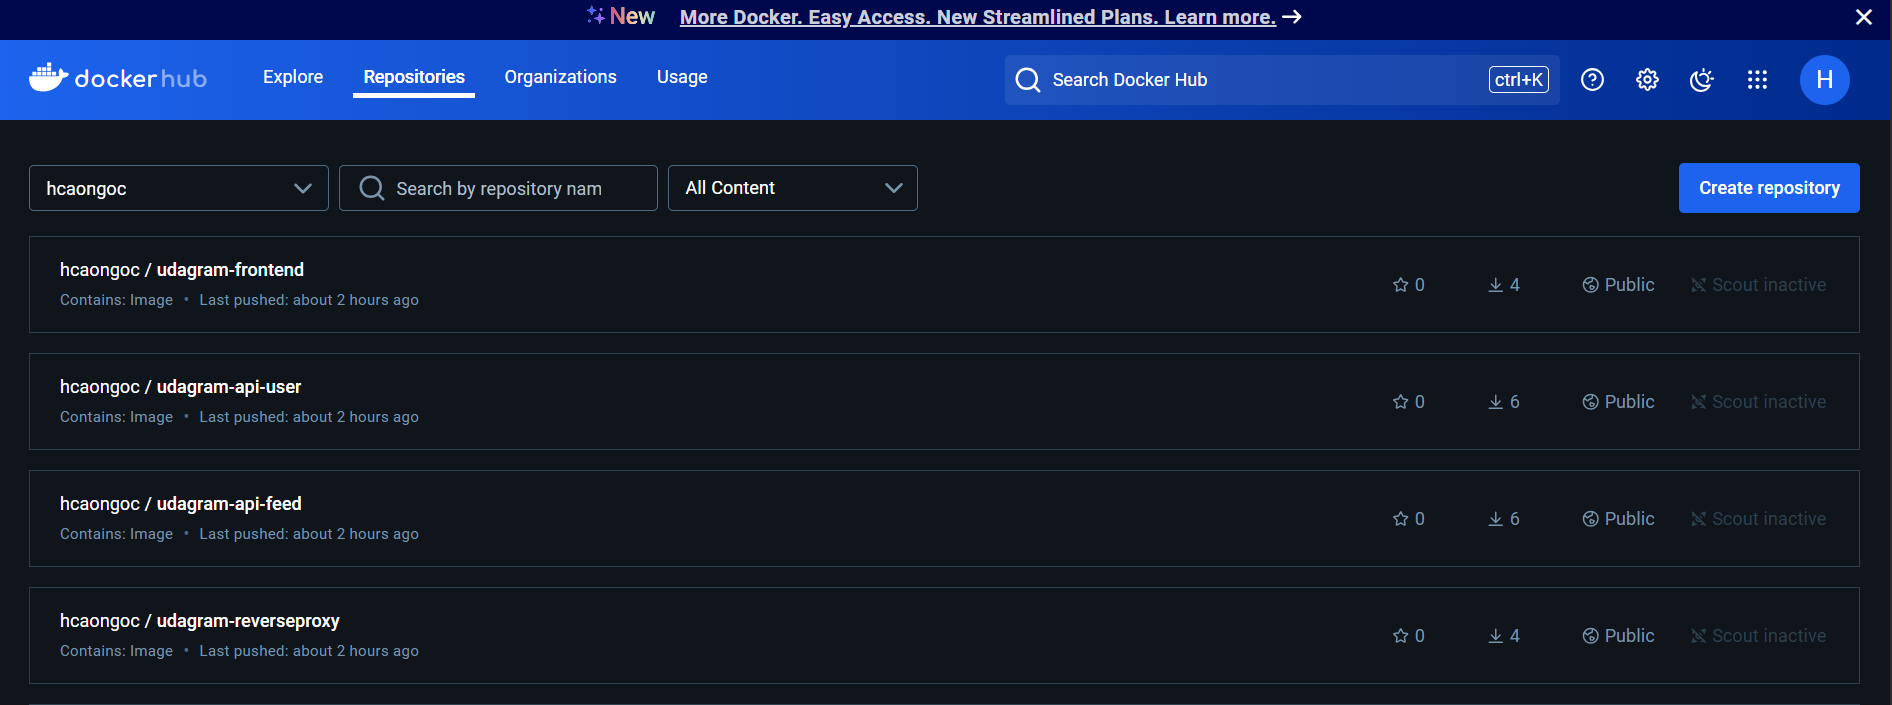 New More Docker. Easy Access. New Streamlined Plans. Learn more.
docker hub Explore Repositories Organizations Usage Search Docker Hub ctrl+K H
hcaongoc Search by repository nam All Content Create repository
hcaongoc / udagram-frontend
Contains: Image • Last pushed: about 2 hours ago
0 4 Public Scout inactive
hcaongoc / udagram-api-user
Contains: Image • Last pushed: about 2 hours ago
0 6 Public Scout inactive
hcaongoc / udagram-api-feed
Contains: Image • Last pushed: about 2 hours ago
0 6 Public Scout inactive
hcaongoc / udagram-reverseproxy
Contains: Image • Last pushed: about 2 hours ago
0 4 Public Scout inactive